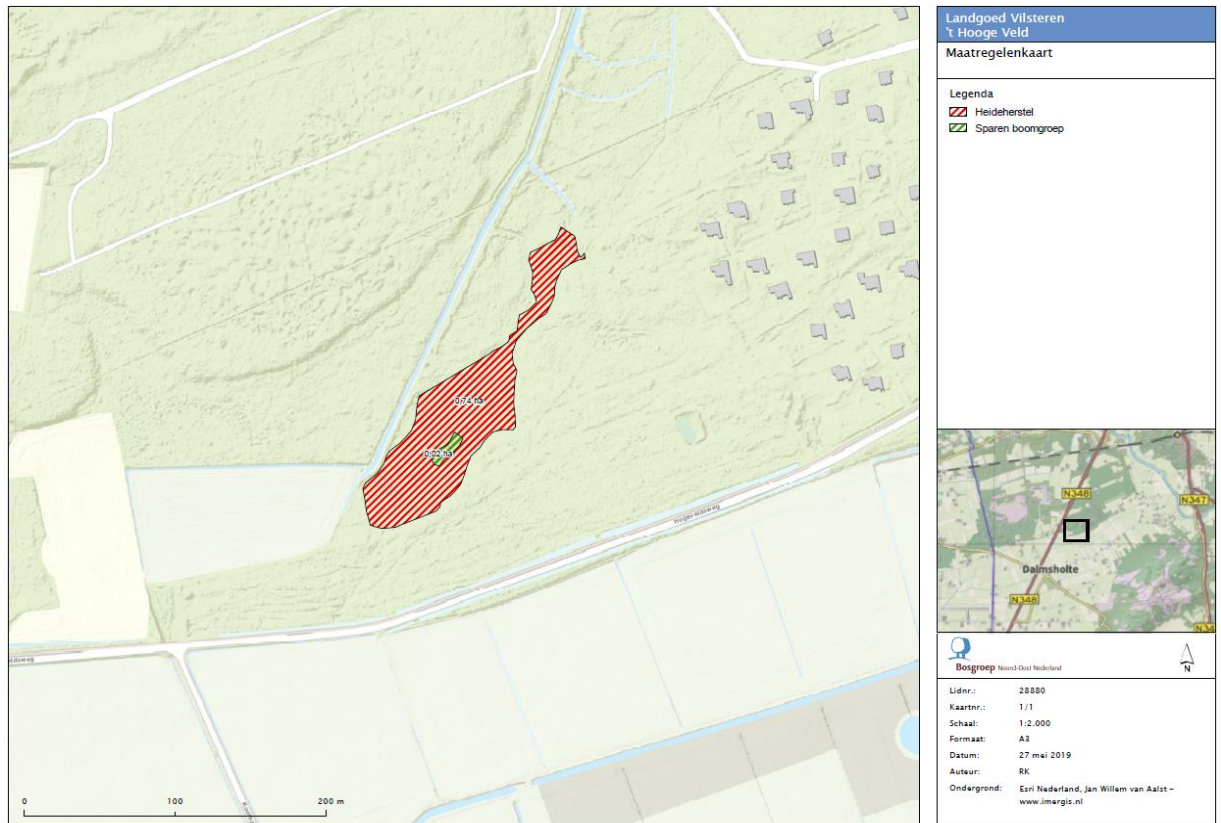 Landgoed Vilsteren
't Hooge Veld
Maatregelenkaart
Legenda
Heideherstel
Sparen boomgroep
0,74 ha
0,02 ha
Hogeveldsweg
0 100 200 m
N348
N347
Dalmsholte
N348
N34
Bosgroep Noord-Oost Nederland
N
Lidnr.: 28880
Kaartnr.: 1/1
Schaal: 1:2.000
Formaat: A3
Datum: 27 mei 2019
Auteur: RK
Ondergrond: Esri Nederland, Jan Willem van Aalst -
www.imergis.nl